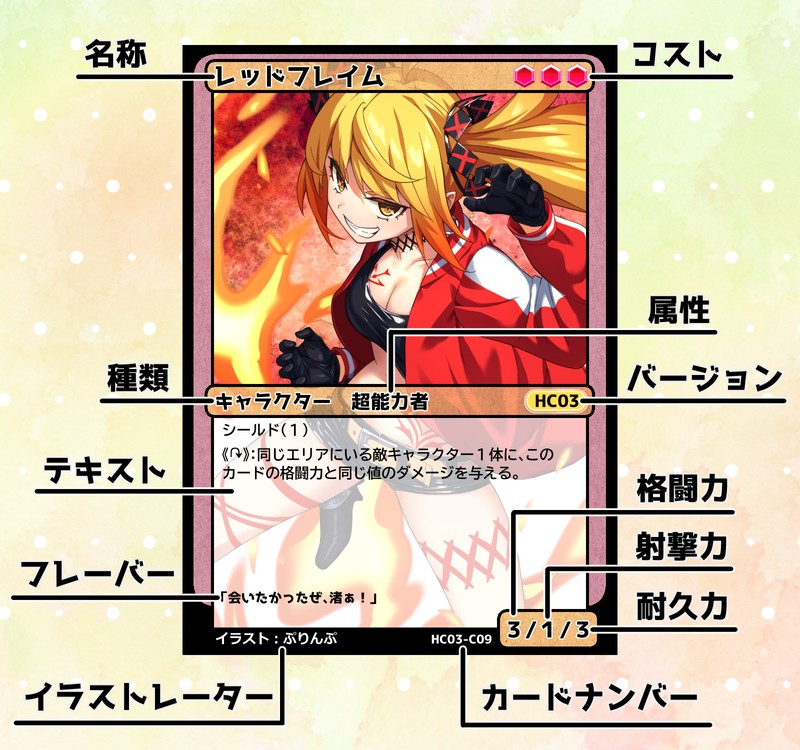 名称
コスト
レッドフレイム
属性
種類
バージョン
キャラクター 超能力者
HC03
シールド(1)
《↷》:同じエリアにいる敵キャラクター1体に、この
カードの格闘力と同じ値のダメージを与える。
テキスト
格闘力
射撃力
フレーバー
「会いたかったぜ、渚ぁ!」
耐久力
3/1/3
イラスト:ぷりんぷ
HC03-C09
イラストレーター
カードナンバー